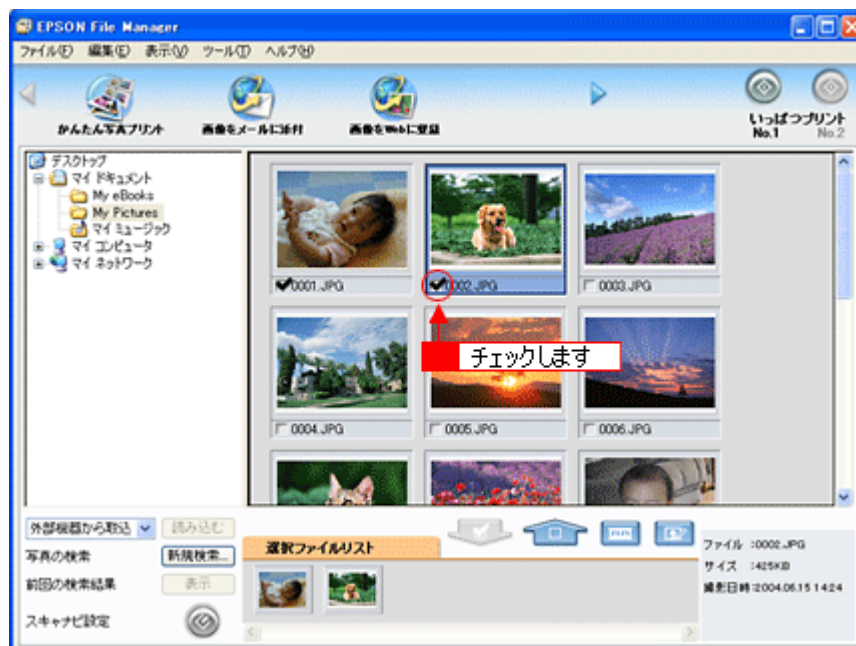 EPSON File Manager
ファイル(F) 編集(E) 表示(V) ツール(T) ヘルプ(H)
かんたん写真プリント 画像をメールに添付 画像をWebに登録 いっぱつプリント
No.1 No.2
デスクトップ
マイ ドキュメント
My eBooks
My Pictures
マイ ミュージック
マイ コンピュータ
マイ ネットワーク
0001.JPG 0002.JPG 0003.JPG
チェックします
0004.JPG 0005.JPG 0006.JPG
外部機器から取込 読み込む
写真の検索 新規検索...
前回の検索結果 表示
スキャナビ設定
選択ファイルリスト
ファイル :0002.JPG
サイズ :425KB
撮影日時:2004.06.15 14:24